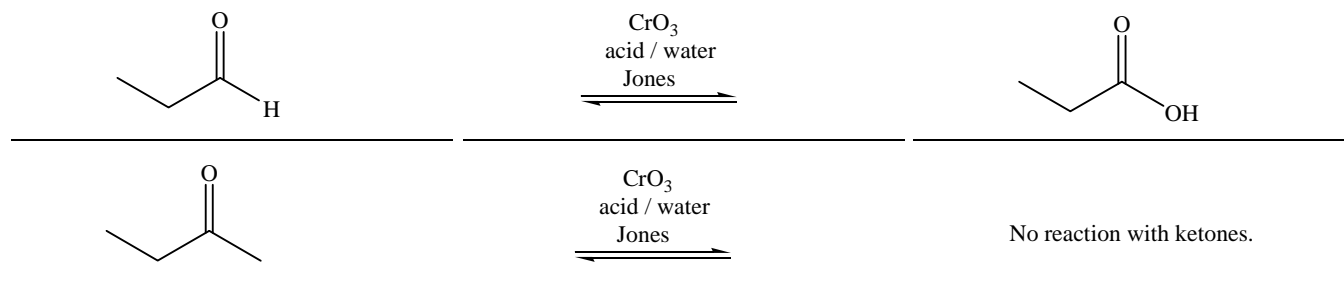 O
H
CrO₃
acid / water
Jones
O
OH
O
CrO₃
acid / water
Jones
No reaction with ketones.